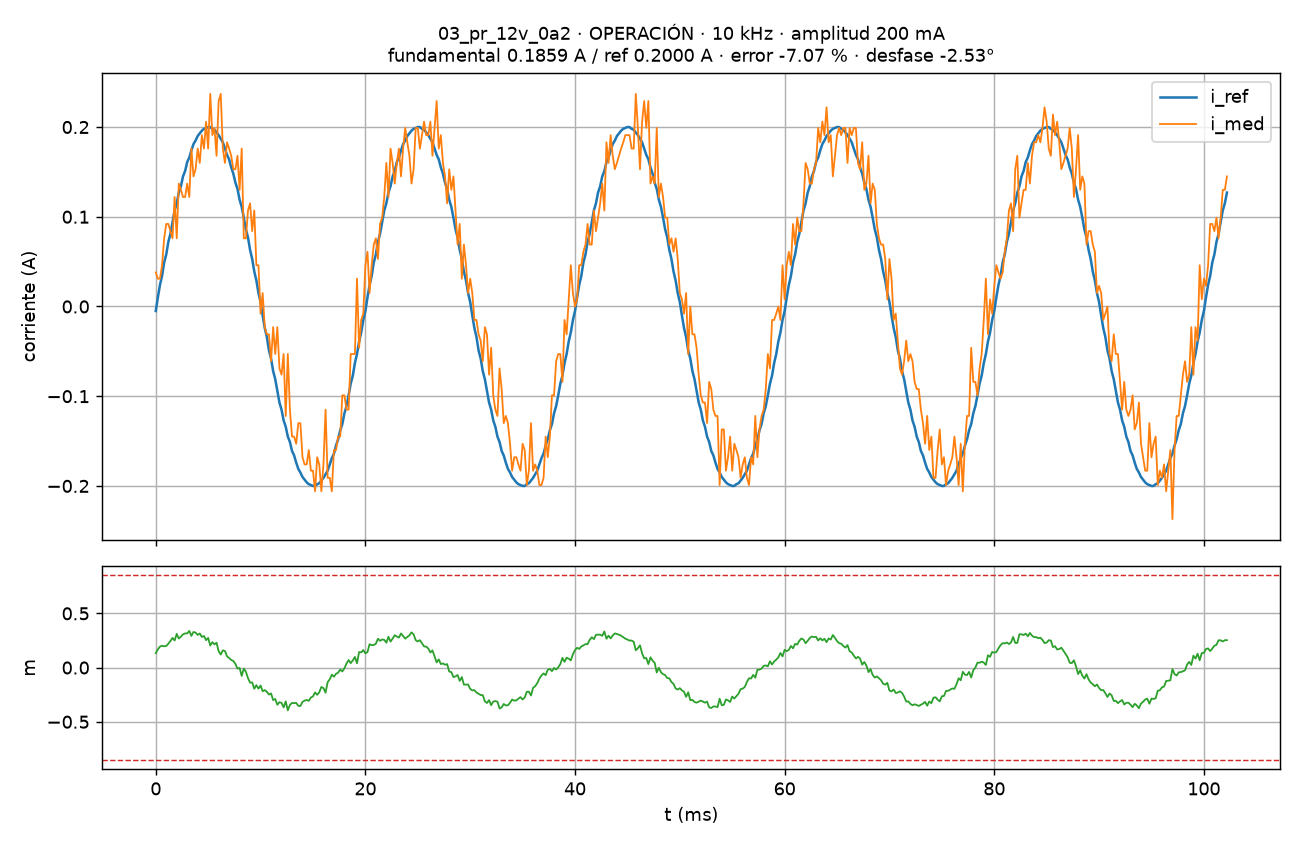 03_pr_12v_0a2 · OPERACIÓN · 10 kHz · amplitud 200 mA
fundamental 0.1859 A / ref 0.2000 A · error -7.07 % · desfase -2.53°
i_ref
i_med
0.2
0.1
0.0
−0.1
−0.2
corriente (A)
0.5
0.0
−0.5
m
0
20
40
60
80
100
t (ms)